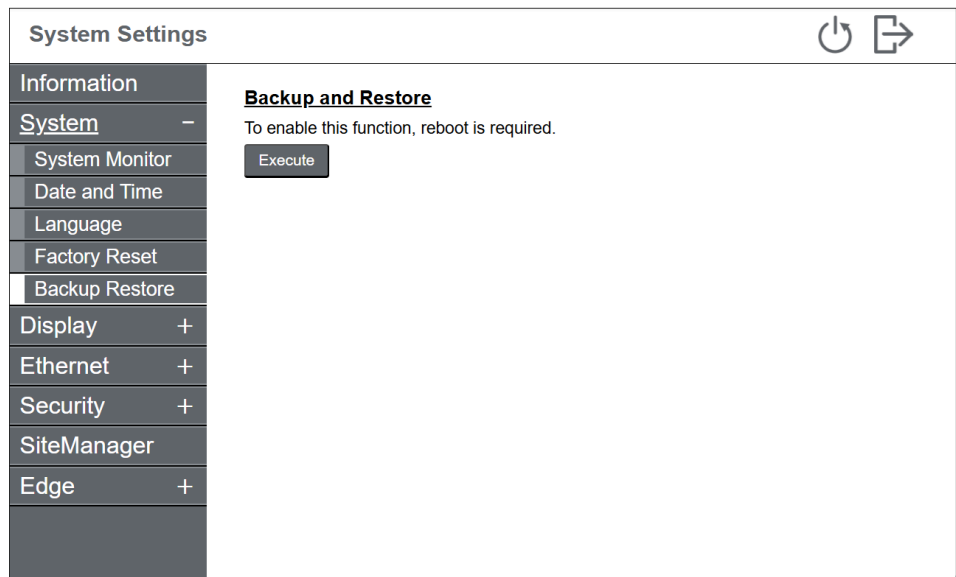 System Settings
Information
System −
System Monitor
Date and Time
Language
Factory Reset
Backup Restore
Display +
Ethernet +
Security +
SiteManager
Edge +
Backup and Restore
To enable this function, reboot is required.
Execute